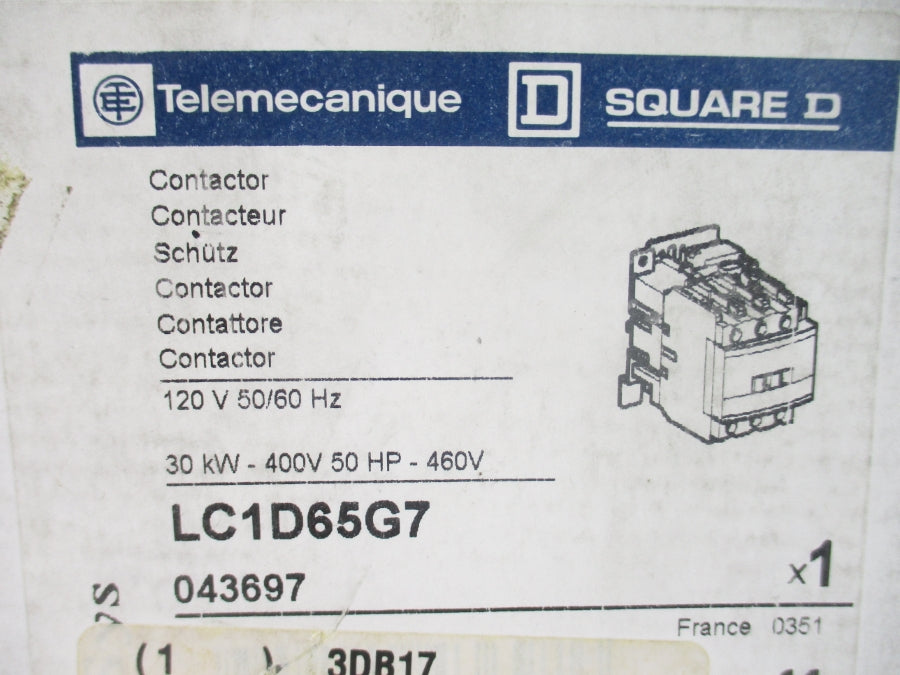 Telemecanique D SQUARE D
Contactor
Contacteur
Schütz
Contactor
Contattore
Contactor
120 V 50/60 Hz
30 kW - 400V 50 HP - 460V
LC1D65G7
043697
x1
France 0351
(1 ). 3DB17